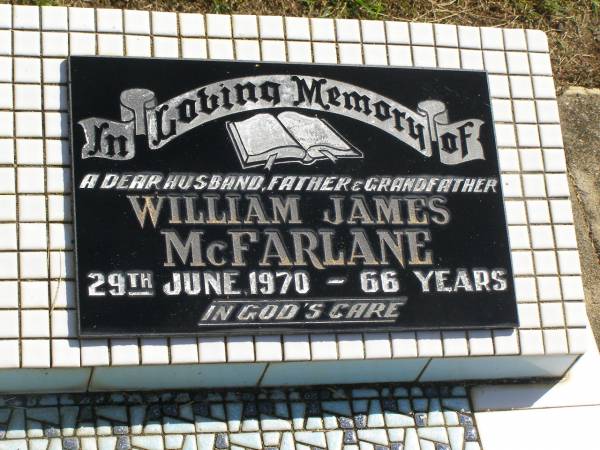 In Loving Memory of
A DEAR HUSBAND, FATHER & GRANDFATHER
WILLIAM JAMES
McFARLANE
29TH JUNE, 1970 – 66 YEARS
IN GOD'S CARE